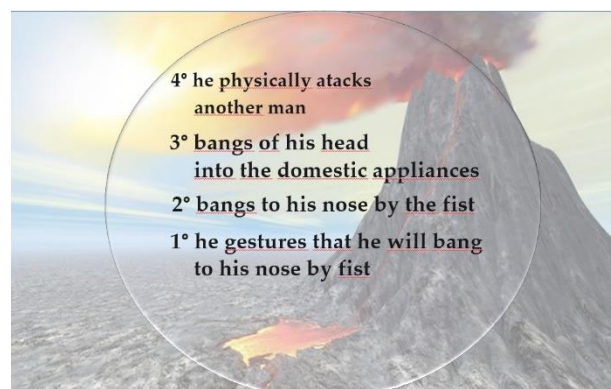 4° he physically atacks
another man
3° bangs of his head
into the domestic appliances
2° bangs to his nose by the fist
1° he gestures that he will bang
to his nose by fist